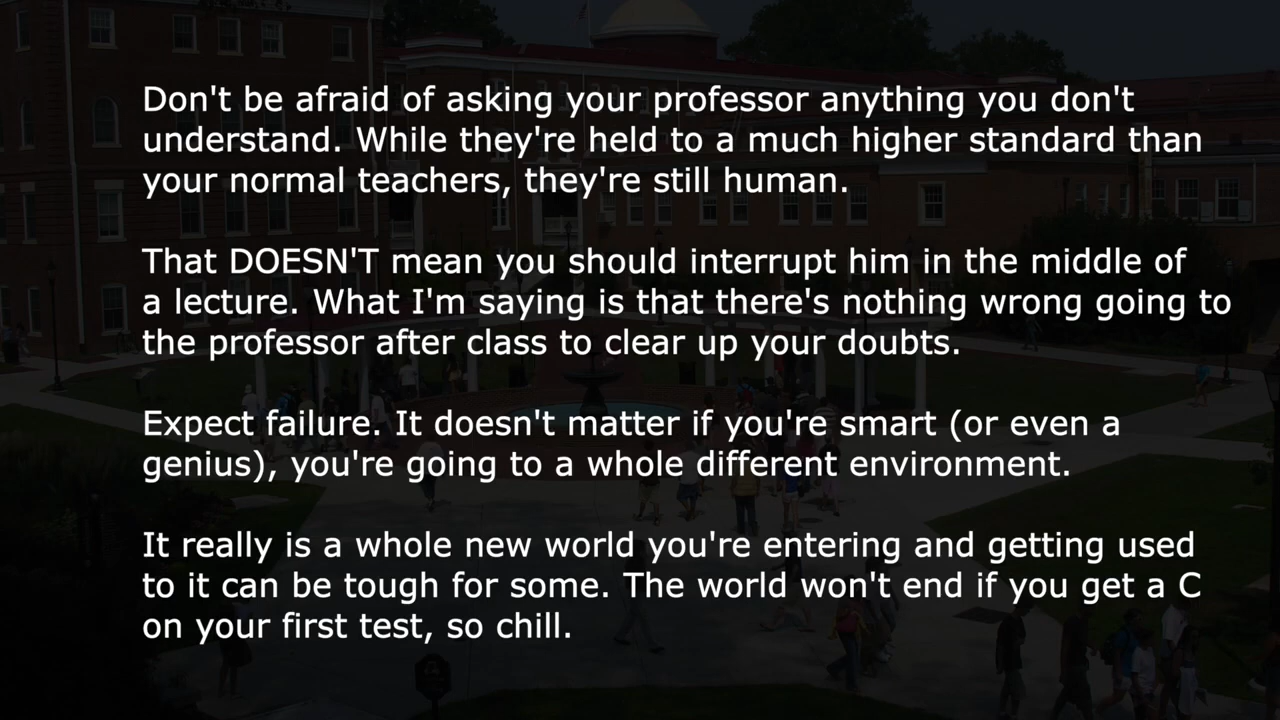 Don't be afraid of asking your professor anything you don't
understand. While they're held to a much higher standard than
your normal teachers, they're still human.
That DOESN'T mean you should interrupt him in the middle of
a lecture. What I'm saying is that there's nothing wrong going to
the professor after class to clear up your doubts.
Expect failure. It doesn't matter if you're smart (or even a
genius), you're going to a whole different environment.
It really is a whole new world you're entering and getting used
to it can be tough for some. The world won't end if you get a C
on your first test, so chill.